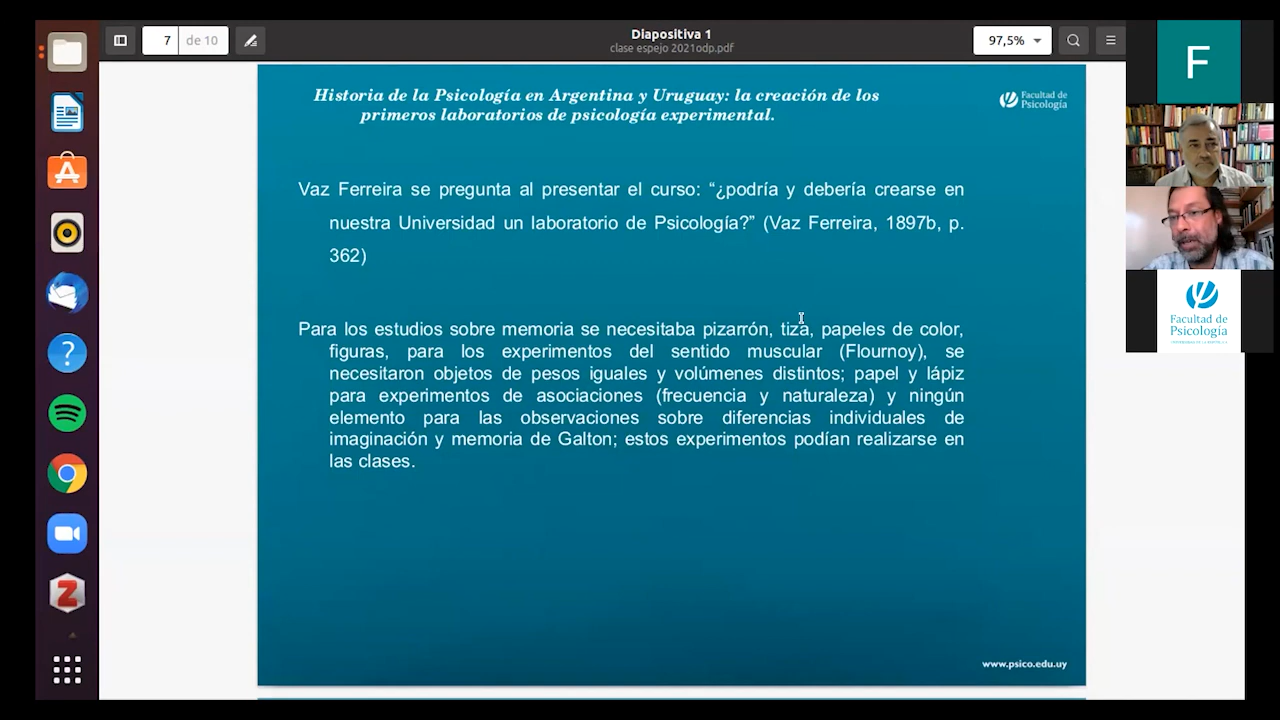 7
de 10
Diapositiva 1
clase espejo 2021odp.pdf
97,5%
F
Historia de la Psicología en Argentina y Uruguay: la creación de los
primeros laboratorios de psicología experimental.
Facultad de
Psicología
Vaz Ferreira se pregunta al presentar el curso: “¿podría y debería crearse en
nuestra Universidad un laboratorio de Psicología?” (Vaz Ferreira, 1897b, p.
362)
Para los estudios sobre memoria se necesitaba pizarrón, tiza, papeles de color,
figuras, para los experimentos del sentido muscular (Flournoy), se
necesitaron objetos de pesos iguales y volúmenes distintos; papel y lápiz
para experimentos de asociaciones (frecuencia y naturaleza) y ningún
elemento para las observaciones sobre diferencias individuales de
imaginación y memoria de Galton; estos experimentos podían realizarse en
las clases.
www.psico.edu.uy
Facultad de
Psicología